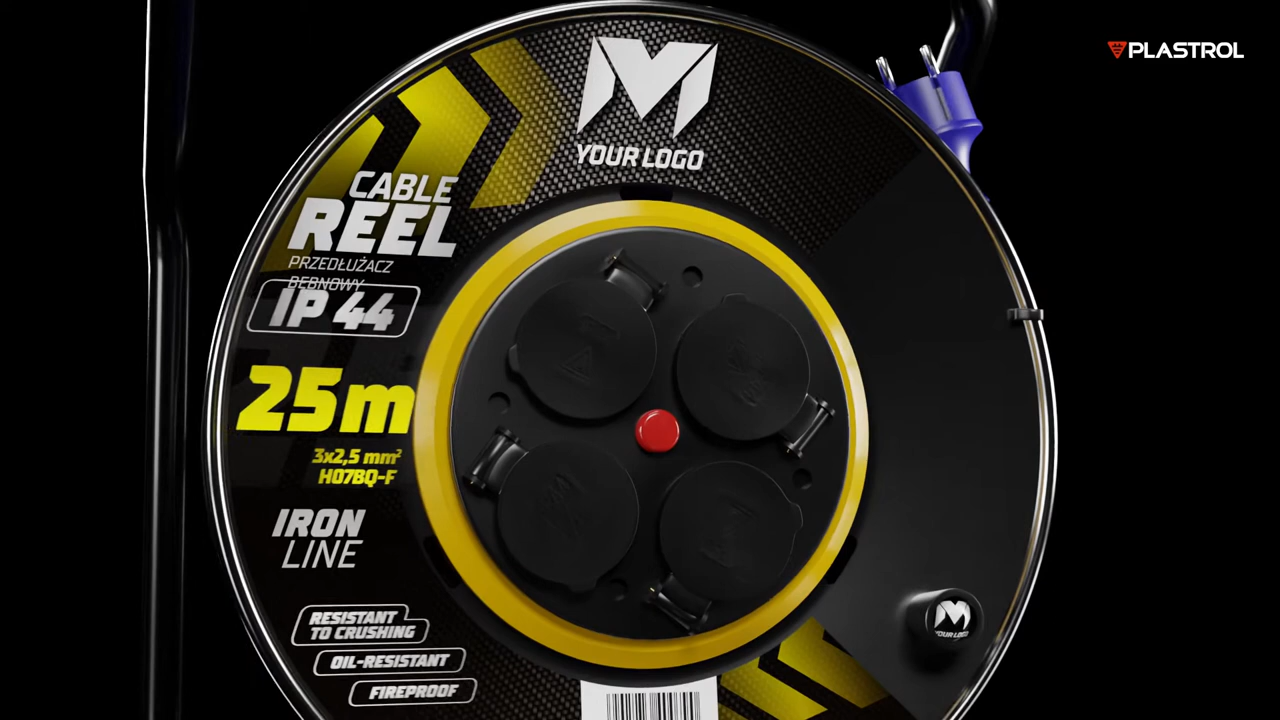 PLASTROL
YOUR LOGO
CABLE
REEL
PRZEDŁUŻACZ
BĘBNOWY
IP 44
25m
3x2,5 mm²
H07BQ-F
IRON
LINE
RESISTANT
TO CRUSHING
OIL-RESISTANT
FIREPROOF
YOUR LOGO